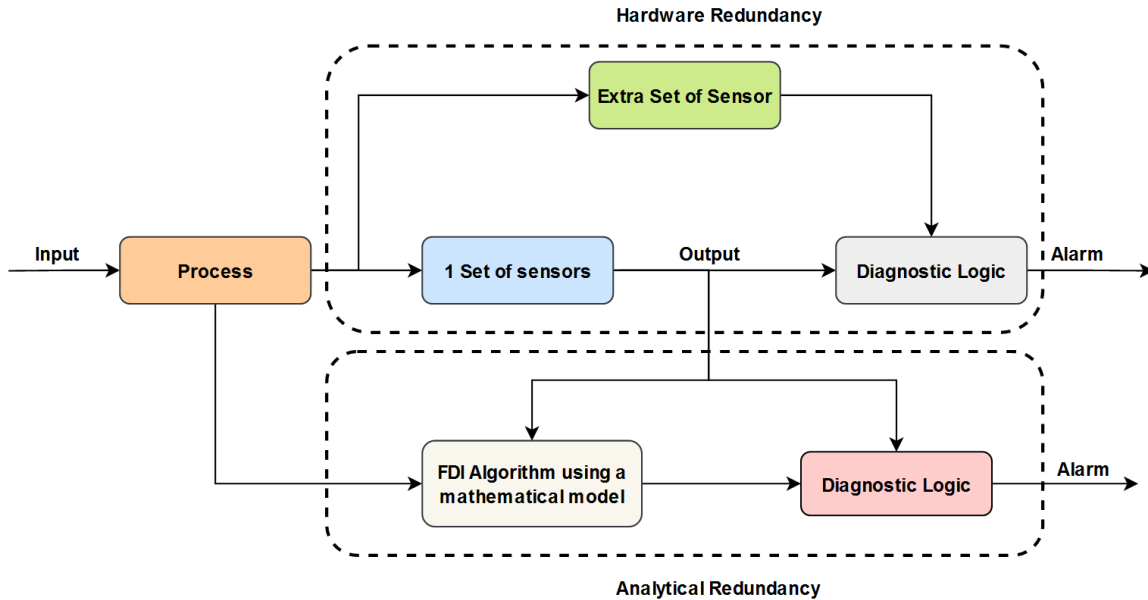 Hardware Redundancy
Extra Set of Sensor
Input
Process
1 Set of sensors
Output
Diagnostic Logic
Alarm
FDI Algorithm using a
mathematical model
Diagnostic Logic
Alarm
Analytical Redundancy